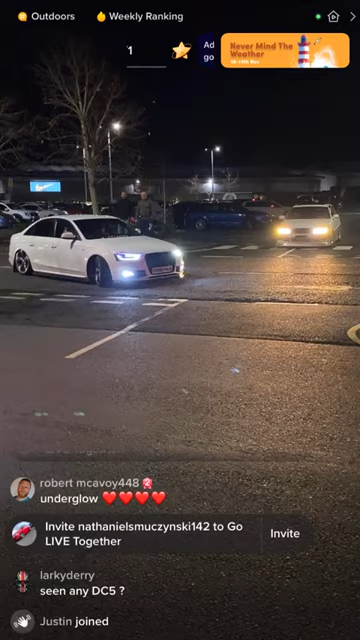 Outdoors
Weekly Ranking
1
Ad
go
Never Mind The
Weather
robert mcavoy448
underglow ❤️❤️❤️❤️
Invite nathanielsmuczynski142 to Go
LIVE Together
Invite
larkyderry
seen any DC5 ?
Justin joined